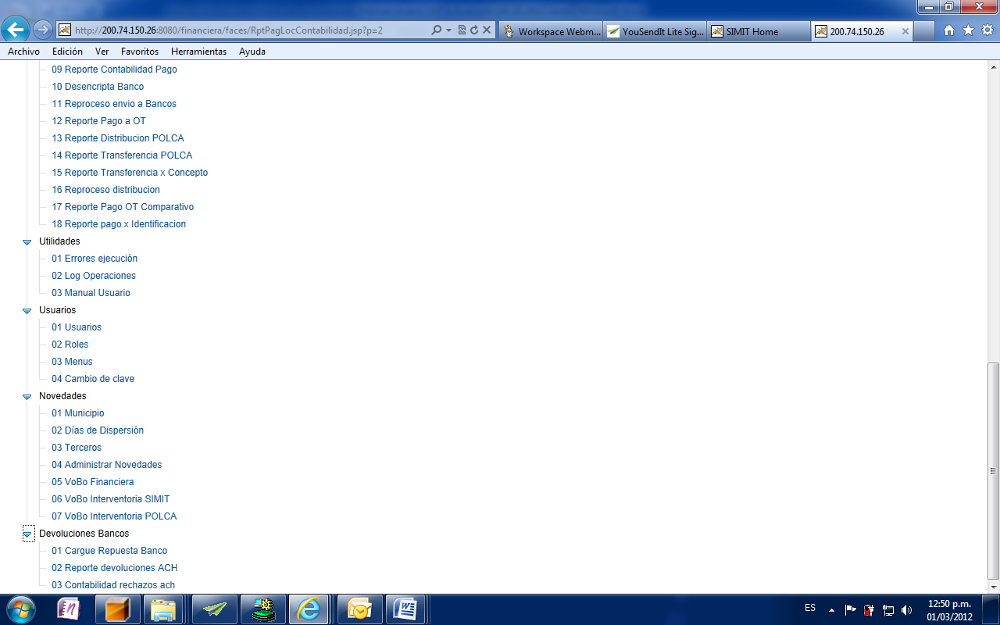 http://200.74.150.26:8080/financiera/faces/RptPagLocContabilidad.jsp?p=2
Workspace Webm...
YouSendIt Lite Sig...
SIMIT Home
200.74.150.26
Archivo Edición Ver Favoritos Herramientas Ayuda
09 Reporte Contabilidad Pago
10 Desencripta Banco
11 Reproceso envio a Bancos
12 Reporte Pago a OT
13 Reporte Distribucion POLCA
14 Reporte Transferencia POLCA
15 Reporte Transferencia x Concepto
16 Reproceso distribucion
17 Reporte Pago OT Comparativo
18 Reporte pago x Identificacion
Utilidades
01 Errores ejecución
02 Log Operaciones
03 Manual Usuario
Usuarios
01 Usuarios
02 Roles
03 Menus
04 Cambio de clave
Novedades
01 Municipio
02 Días de Dispersión
03 Terceros
04 Administrar Novedades
05 VoBo Financiera
06 VoBo Interventoria SIMIT
07 VoBo Interventoria POLCA
Devoluciones Bancos
01 Cargue Repuesta Banco
02 Reporte devoluciones ACH
03 Contabilidad rechazos ach
ES
12:50 p.m.
01/03/2012